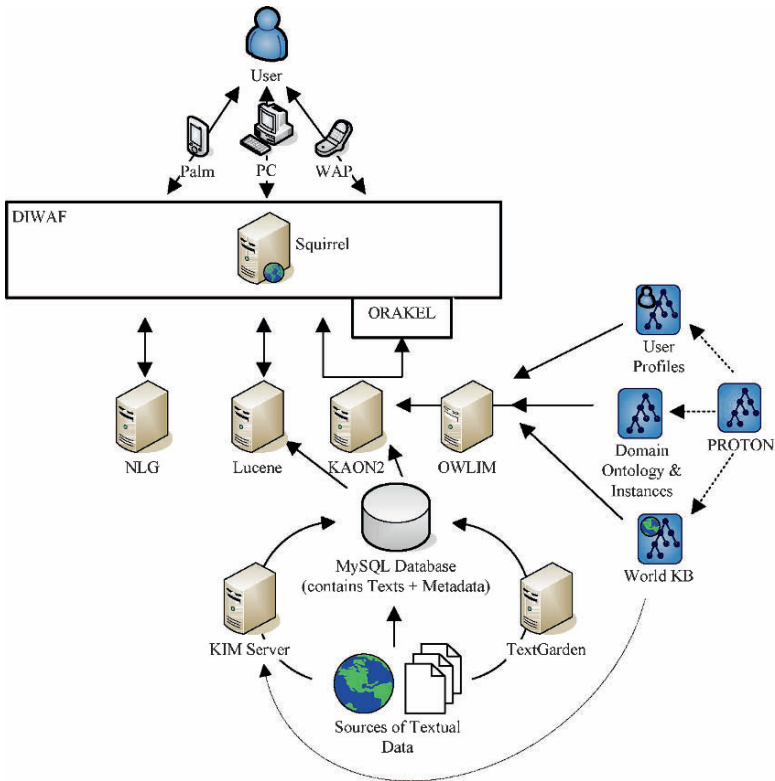 User
Palm
PC
WAP
DIWAF
Squirrel
ORAKEL
User
Profiles
NLG
Lucene
KAON2
OWLIM
Domain
Ontology &
Instances
PROTON
MySQL Database
(contains Texts + Metadata)
World KB
KIM Server
TextGarden
Sources of Textual
Data